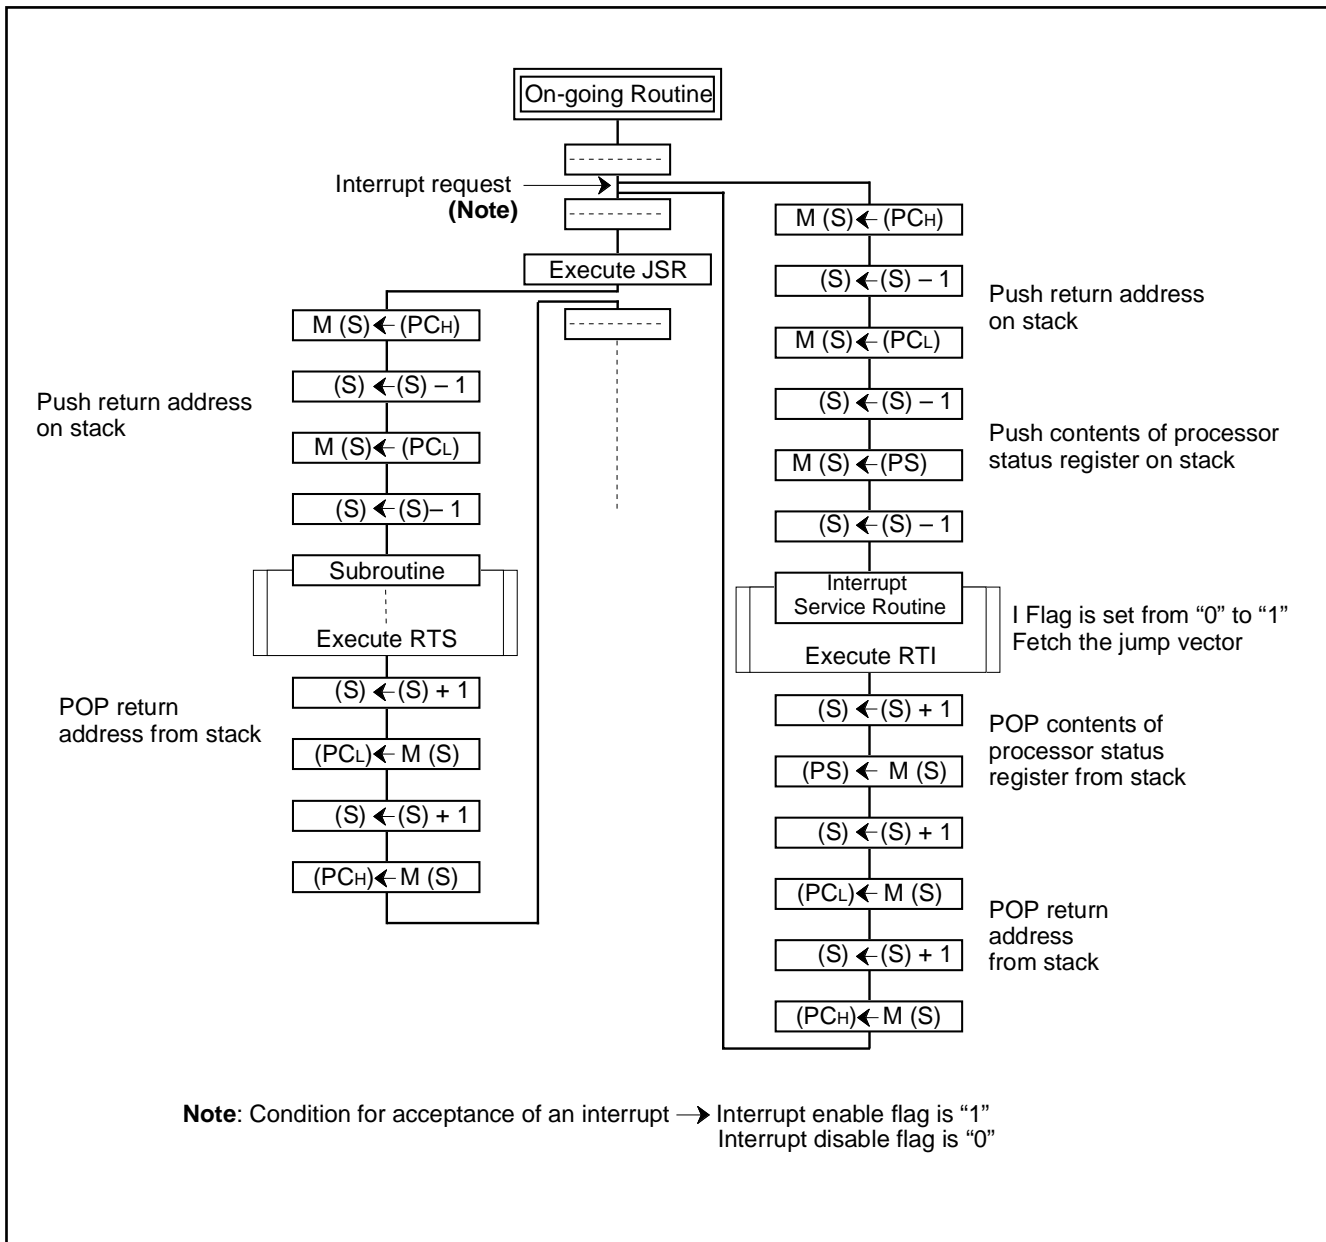 On-going Routine
Interrupt request
(Note)
Execute JSR
M (S) ← (PCH)
(S) ← (S) – 1
M (S) ← (PCL)
(S) ← (S) – 1
Push return address
on stack
Subroutine
Execute RTS
(S) ← (S) + 1
(PCL) ← M (S)
(S) ← (S) + 1
(PCH) ← M (S)
POP return
address from stack
M (S) ← (PCH)
(S) ← (S) – 1
M (S) ← (PCL)
(S) ← (S) – 1
M (S) ← (PS)
(S) ← (S) – 1
Push return address
on stack
Push contents of processor
status register on stack
Interrupt
Service Routine
Execute RTI
I Flag is set from “0” to “1”
Fetch the jump vector
(S) ← (S) + 1
(PS) ← M (S)
(S) ← (S) + 1
(PCL) ← M (S)
(S) ← (S) + 1
(PCH) ← M (S)
POP contents of
processor status
register from stack
POP return
address
from stack
Note: Condition for acceptance of an interrupt → Interrupt enable flag is “1”
Interrupt disable flag is “0”